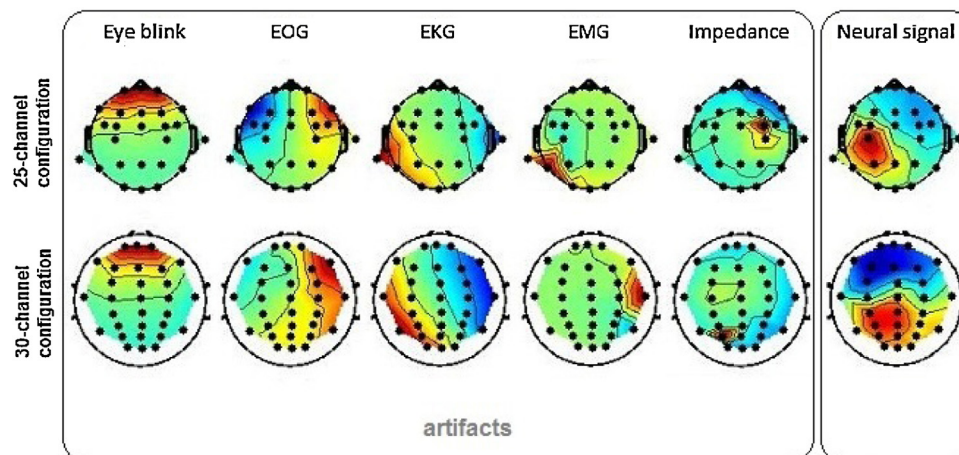 Eye blink EOG EKG EMG Impedance Neural signal
25-channel
configuration
30-channel
configuration
artifacts